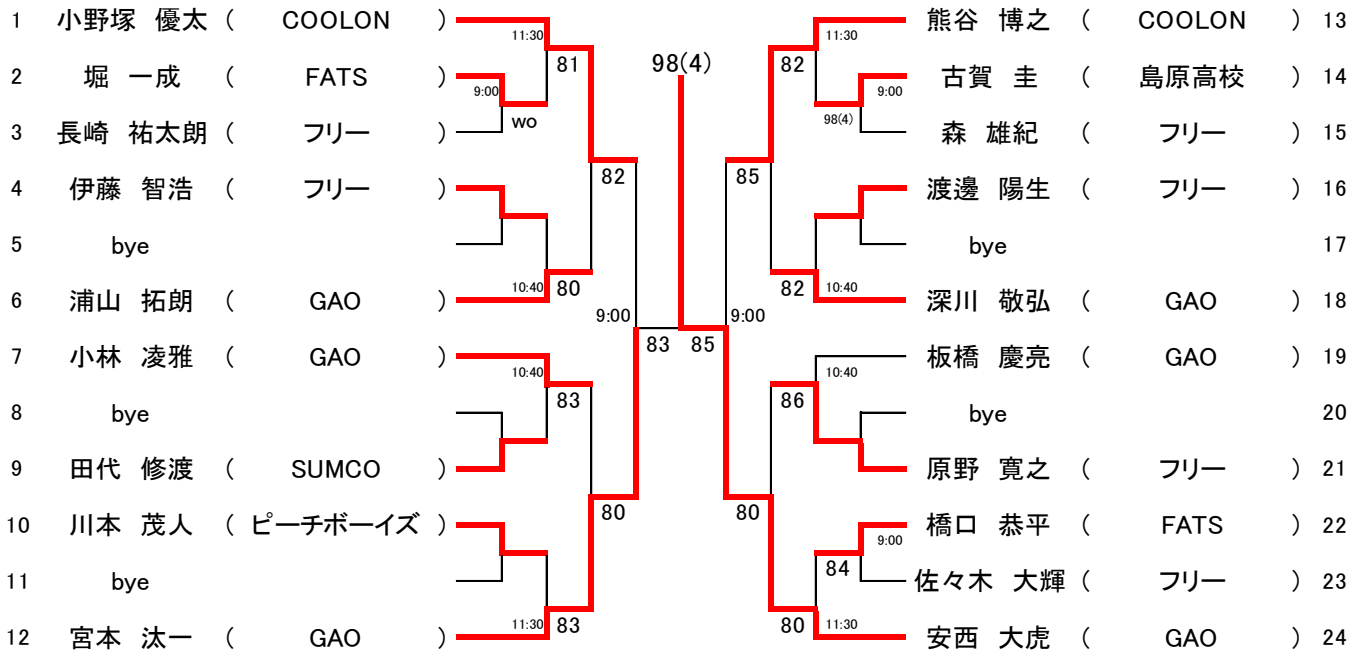 1 小野塚 優太 ( COOLON )
11:30
81
2 堀 一成 ( FATS )
9:00
wo
3 長崎 祐太朗 ( フリー )
82
4 伊藤 智浩 ( フリー )
5 bye
6 浦山 拓朗 ( GAO )
10:40
80
9:00
83
7 小林 凌雅 ( GAO )
10:40
83
8 bye
9 田代 修渡 ( SUMCO )
80
10 川本 茂人 ( ピーチボーイズ )
11 bye
12 宮本 汰一 ( GAO )
11:30
83
98(4)
熊谷 博之 ( COOLON ) 13
11:30
82
古賀 圭 ( 島原高校 ) 14
9:00
98(4)
森 雄紀 ( フリー ) 15
85
渡邊 陽生 ( フリー ) 16
bye 17
深川 敬弘 ( GAO ) 18
10:40
82
9:00
85
板橋 慶亮 ( GAO ) 19
10:40
86
bye 20
原野 寛之 ( フリー ) 21
80
橋口 恭平 ( FATS ) 22
9:00
84
佐々木 大輝 ( フリー ) 23
安西 大虎 ( GAO ) 24
11:30
80